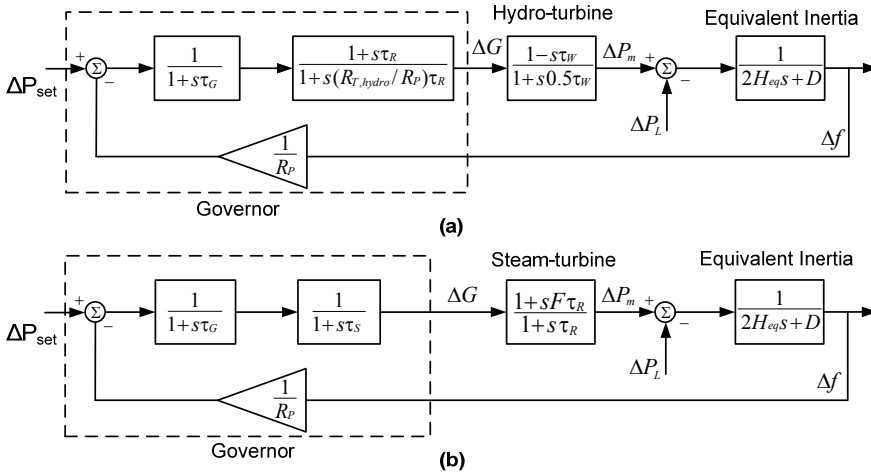 Hydro-turbine
Equivalent Inertia
+
Σ
−
ΔP_set
1/(1+sτ_G)
(1+sτ_R)/(1+s(R_T,hydro/R_P)τ_R)
ΔG
(1−sτ_W)/(1+s0.5τ_W)
ΔP_m
+
Σ
−
1/(2H_eq s+D)
ΔP_L
Δf
1/R_P
Governor
(a)
Steam-turbine
Equivalent Inertia
+
Σ
−
ΔP_set
1/(1+sτ_G)
1/(1+sτ_S)
ΔG
(1+sFτ_R)/(1+sτ_R)
ΔP_m
+
Σ
−
1/(2H_eq s+D)
ΔP_L
Δf
1/R_P
Governor
(b)